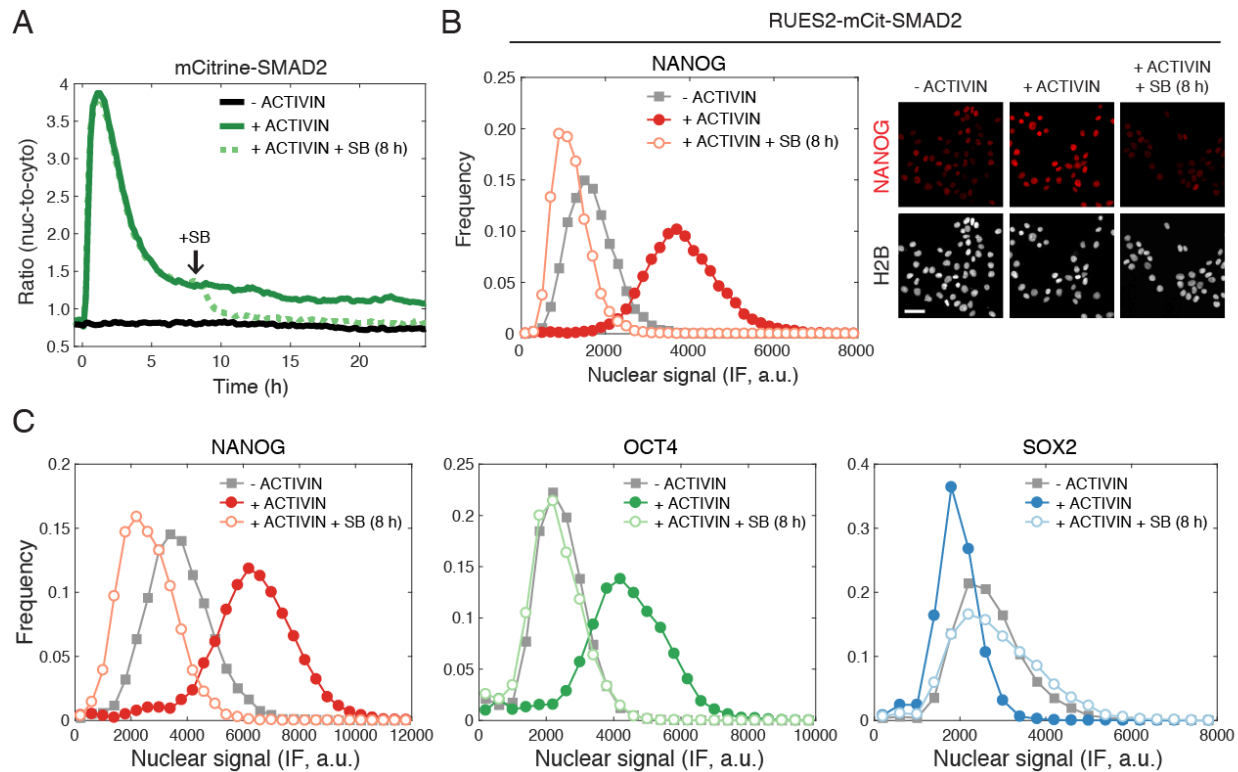 A
mCitrine-SMAD2
- ACTIVIN
+ ACTIVIN
+ ACTIVIN + SB (8 h)
+SB
4
3.5
3.0
2.5
2.0
1.5
1.0
0.5
Ratio (nuc-to-cyto)
0
5
10
15
20
Time (h)
B
RUES2-mCit-SMAD2
NANOG
- ACTIVIN
+ ACTIVIN
+ ACTIVIN + SB (8 h)
0.25
0.20
0.15
0.10
0.05
0
Frequency
2000
4000
6000
8000
Nuclear signal (IF, a.u.)
- ACTIVIN
+ ACTIVIN
+ ACTIVIN
+ SB (8 h)
NANOG
H2B
C
NANOG
- ACTIVIN
+ ACTIVIN
+ ACTIVIN + SB (8 h)
0.2
0.15
0.1
0.05
0
Frequency
0
2000
4000
6000
8000
10000
12000
Nuclear signal (IF, a.u.)
OCT4
- ACTIVIN
+ ACTIVIN
+ ACTIVIN + SB (8 h)
0.25
0.2
0.15
0.1
0.05
0
0
2000
4000
6000
8000
10000
Nuclear signal (IF, a.u.)
SOX2
- ACTIVIN
+ ACTIVIN
+ ACTIVIN + SB (8 h)
0.4
0.3
0.2
0.1
0
0
2000
4000
6000
8000
Nuclear signal (IF, a.u.)